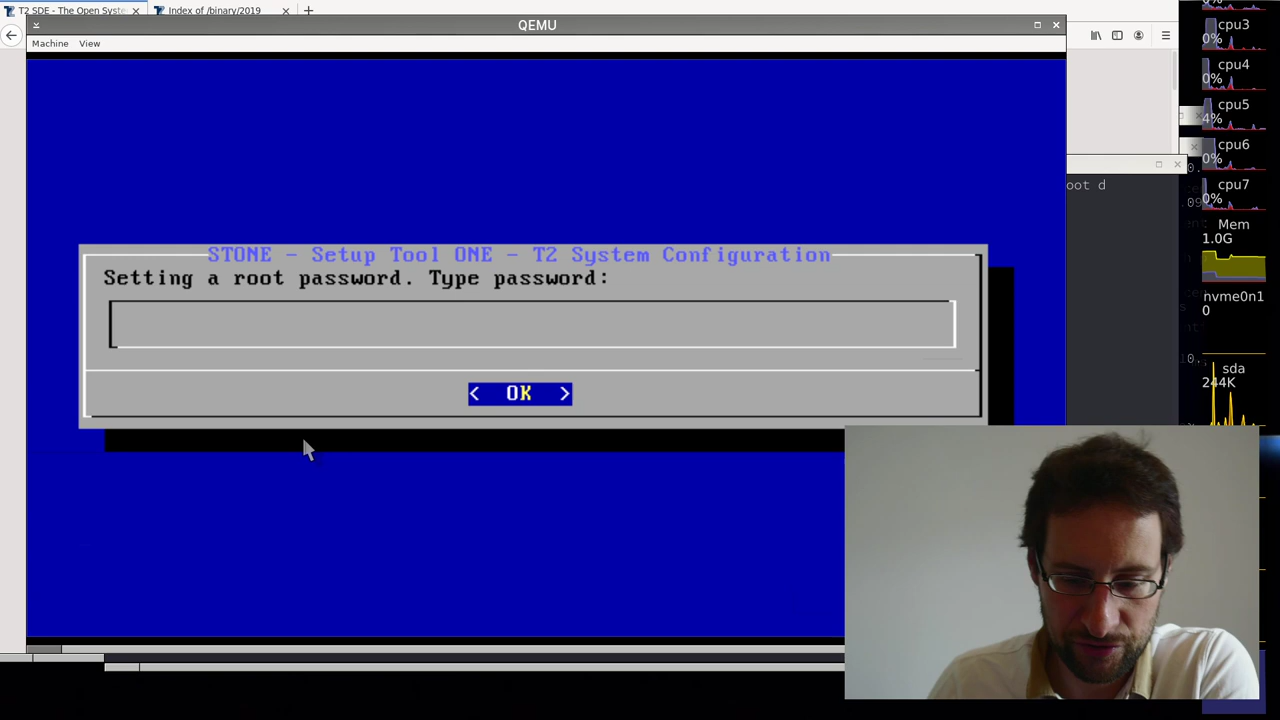 T2 SDE - The Open Syste
Index of /binary/2019
QEMU
Machine View
STONE - Setup Tool ONE - T2 System Configuration
Setting a root password. Type password:
< OK >
oot d
cpu3
0%
cpu4
0%
cpu5
4%
cpu6
0%
cpu7
0%
Mem
1.0G
nvme0n1
0
sda
244K